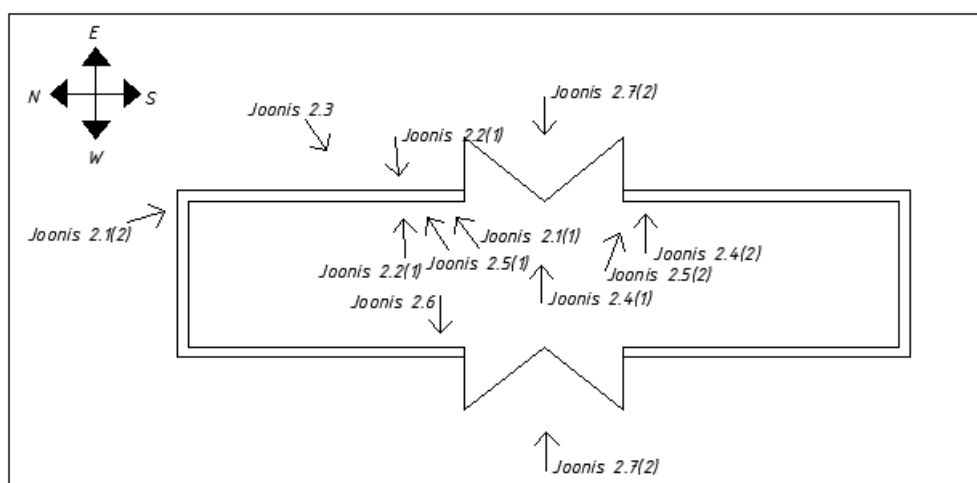 E
N S
W
Joonis 2.3
Joonis 2.7(2)
Joonis 2.2(1)
Joonis 2.1(2)
Joonis 2.1(1)
Joonis 2.4(2)
Joonis 2.5(1)
Joonis 2.2(1)
Joonis 2.5(2)
Joonis 2.6
Joonis 2.4(1)
Joonis 2.7(2)